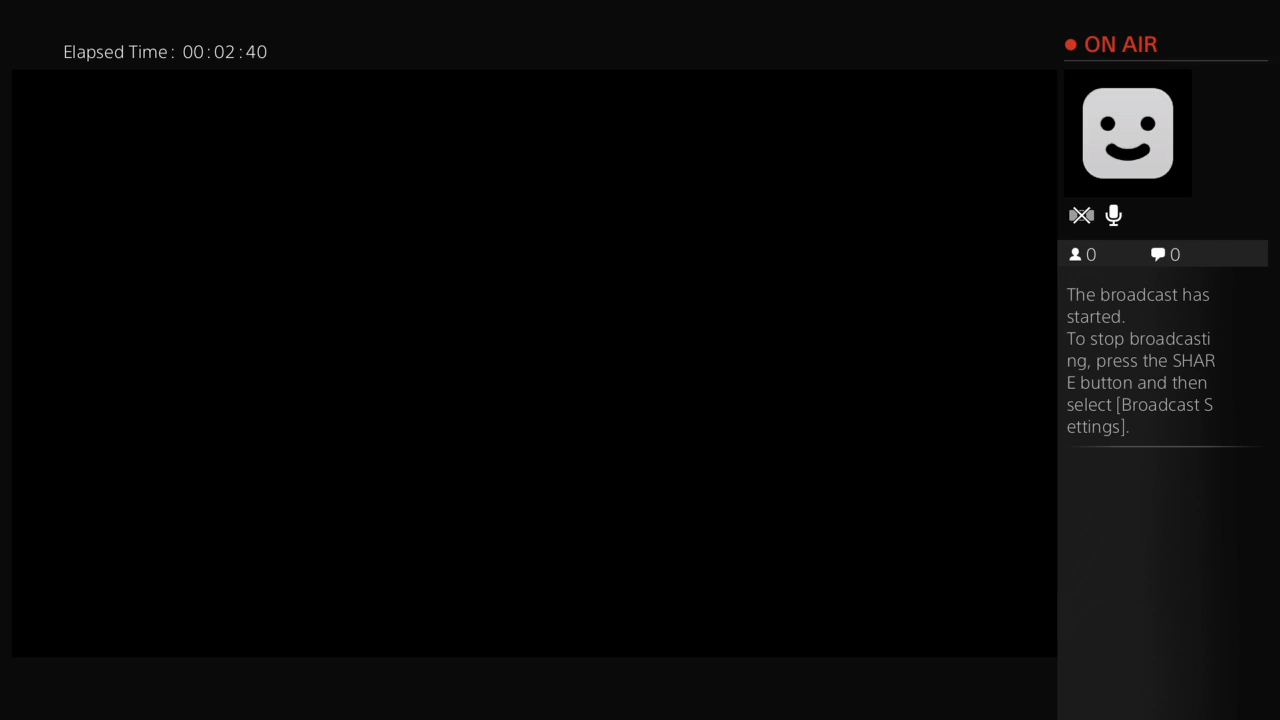 Elapsed Time: 00:02:40
ON AIR
0
0
The broadcast has
started.
To stop broadcasti
ng, press the SHAR
E button and then
select [Broadcast S
ettings].